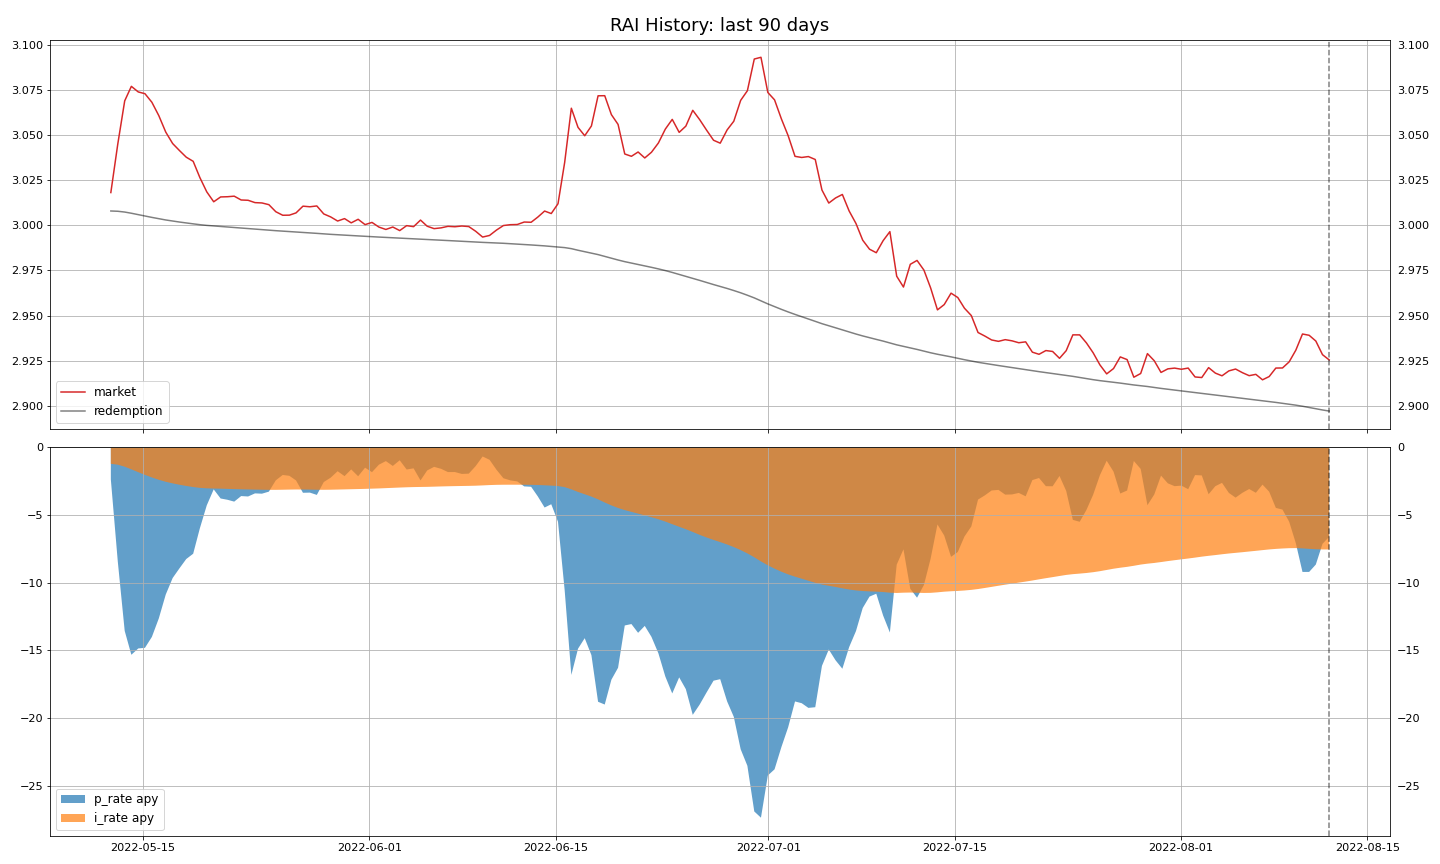 RAI History: last 90 days
3.100 3.100
3.075 3.075
3.050 3.050
3.025 3.025
3.000 3.000
2.975 2.975
2.950 2.950
2.925 2.925
2.900 2.900
market
redemption
0 0
−5 −5
−10 −10
−15 −15
−20 −20
−25 −25
p_rate apy
i_rate apy
2022-05-15 2022-06-01 2022-06-15 2022-07-01 2022-07-15 2022-08-01 2022-08-15